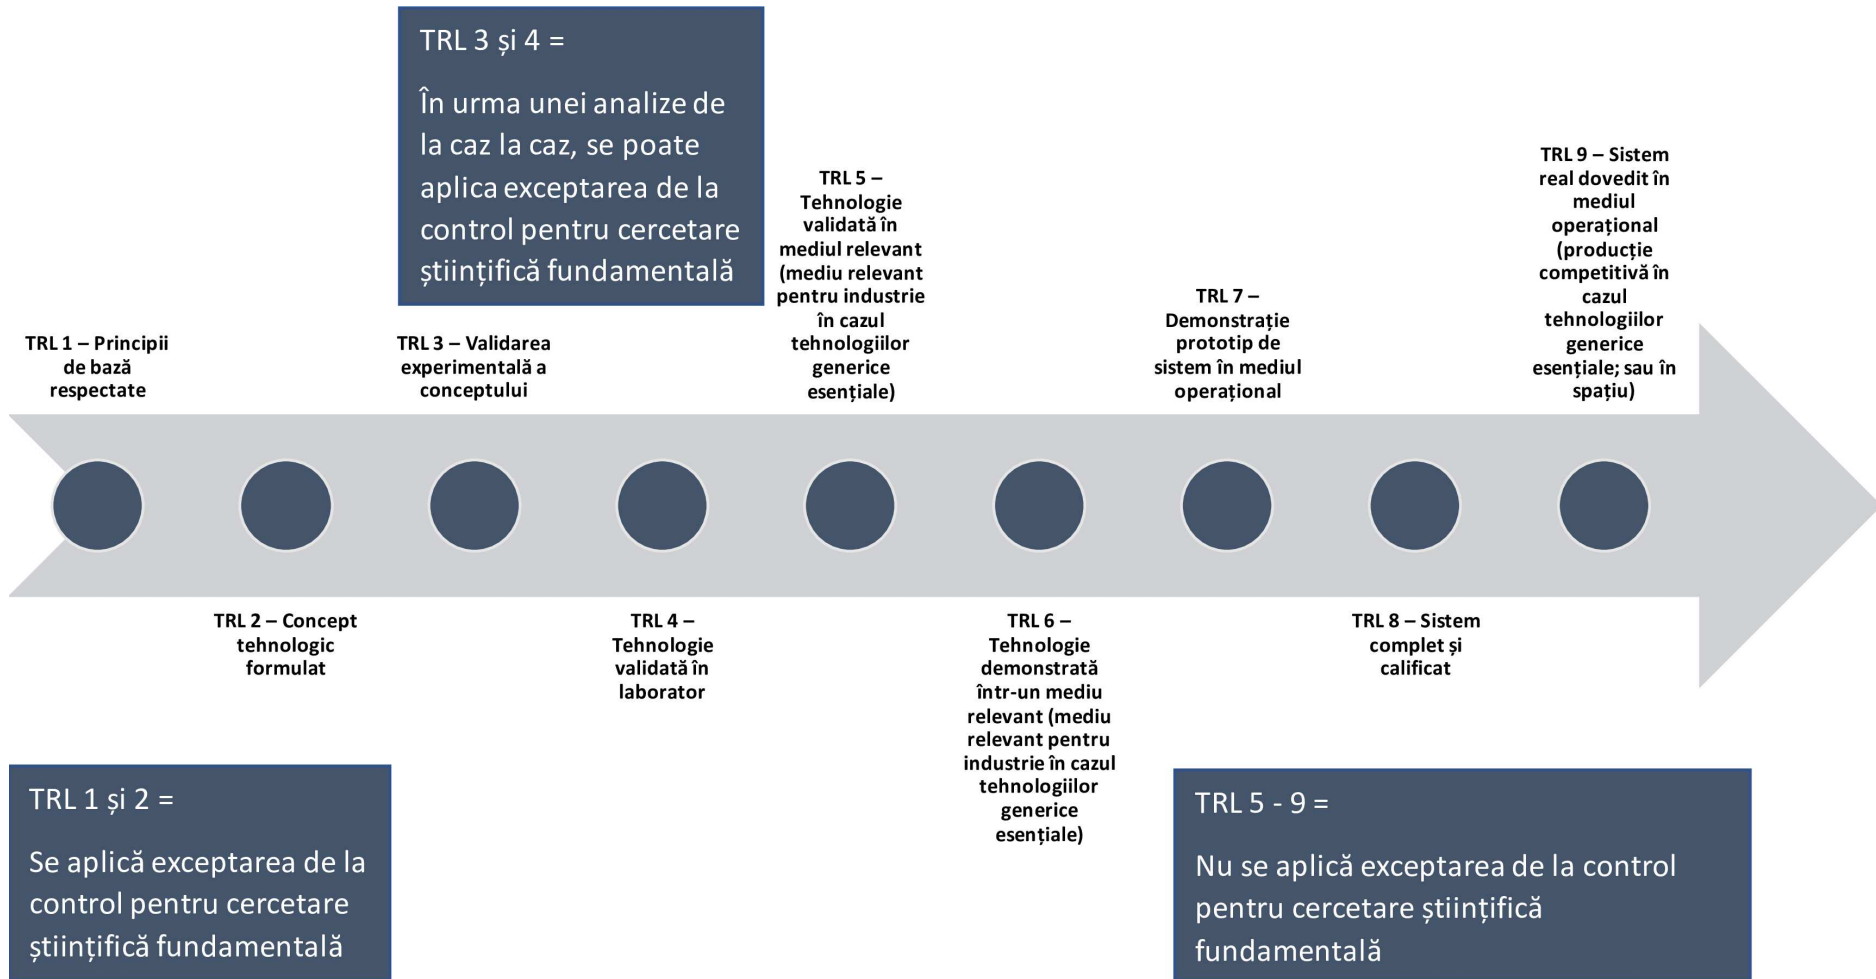 TRL 3 și 4 =
În urma unei analize de
la caz la caz, se poate
aplica exceptarea de la
control pentru cercetare
științifică fundamentală
TRL 1 – Principii
de bază
respectate
TRL 3 – Validarea
experimentală a
conceptului
TRL 5 –
Tehnologie
validată în
mediul relevant
(mediu relevant
pentru industrie
în cazul
tehnologiilor
generice
esențiale)
TRL 7 –
Demonstrație
prototip de
sistem în mediul
operațional
TRL 9 – Sistem
real dovedit în
mediul
operațional
(producție
competitivă în
cazul
tehnologiilor
generice
esențiale; sau în
spațiu)
TRL 2 – Concept
tehnologic
formulat
TRL 4 –
Tehnologie
validată în
laborator
TRL 6 –
Tehnologie
demonstrată
într-un mediu
relevant (mediu
relevant pentru
industrie în cazul
tehnologiilor
generice
esențiale)
TRL 8 – Sistem
complet și
calificat
TRL 1 și 2 =
Se aplică exceptarea de la
control pentru cercetare
științifică fundamentală
TRL 5 - 9 =
Nu se aplică exceptarea de la control
pentru cercetare științifică
fundamentală